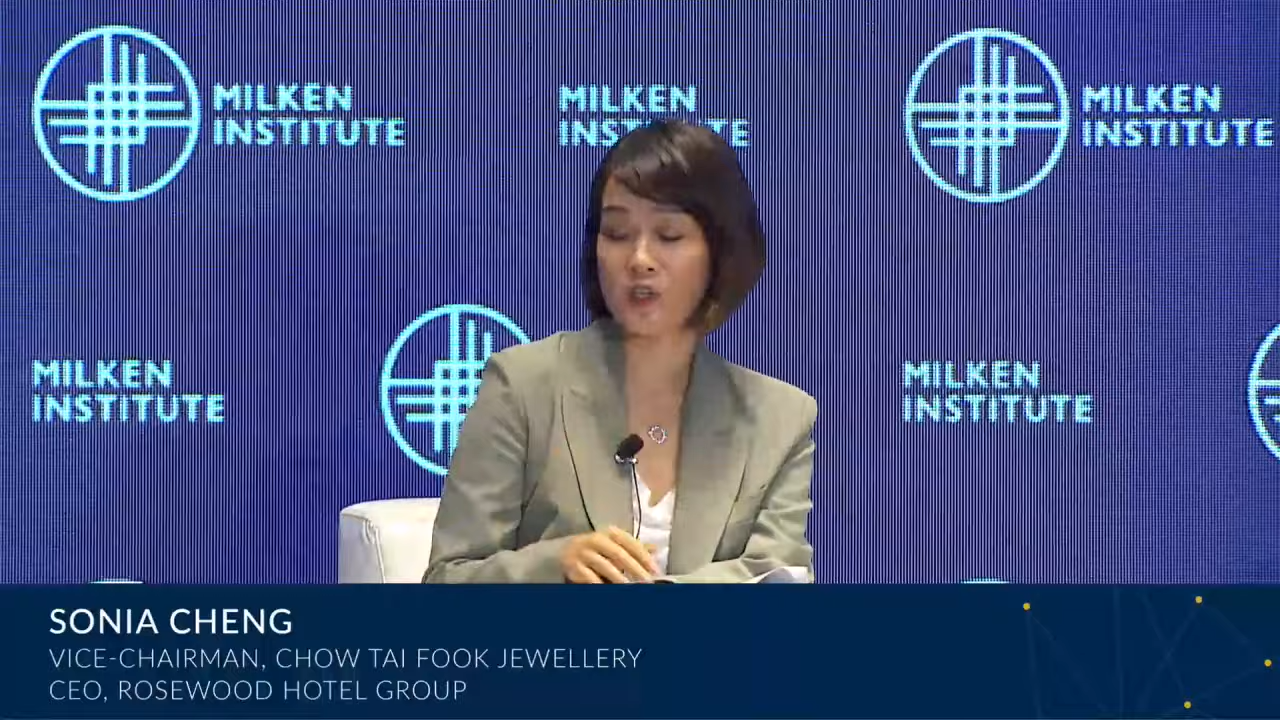 MILKEN
INSTITUTE
MILKEN
INSTITUTE
MILKEN
INSTITUTE
MILKEN
INSTITUTE
MILKEN
INSTITUTE
SONIA CHENG
VICE-CHAIRMAN, CHOW TAI FOOK JEWELLERY
CEO, ROSEWOOD HOTEL GROUP